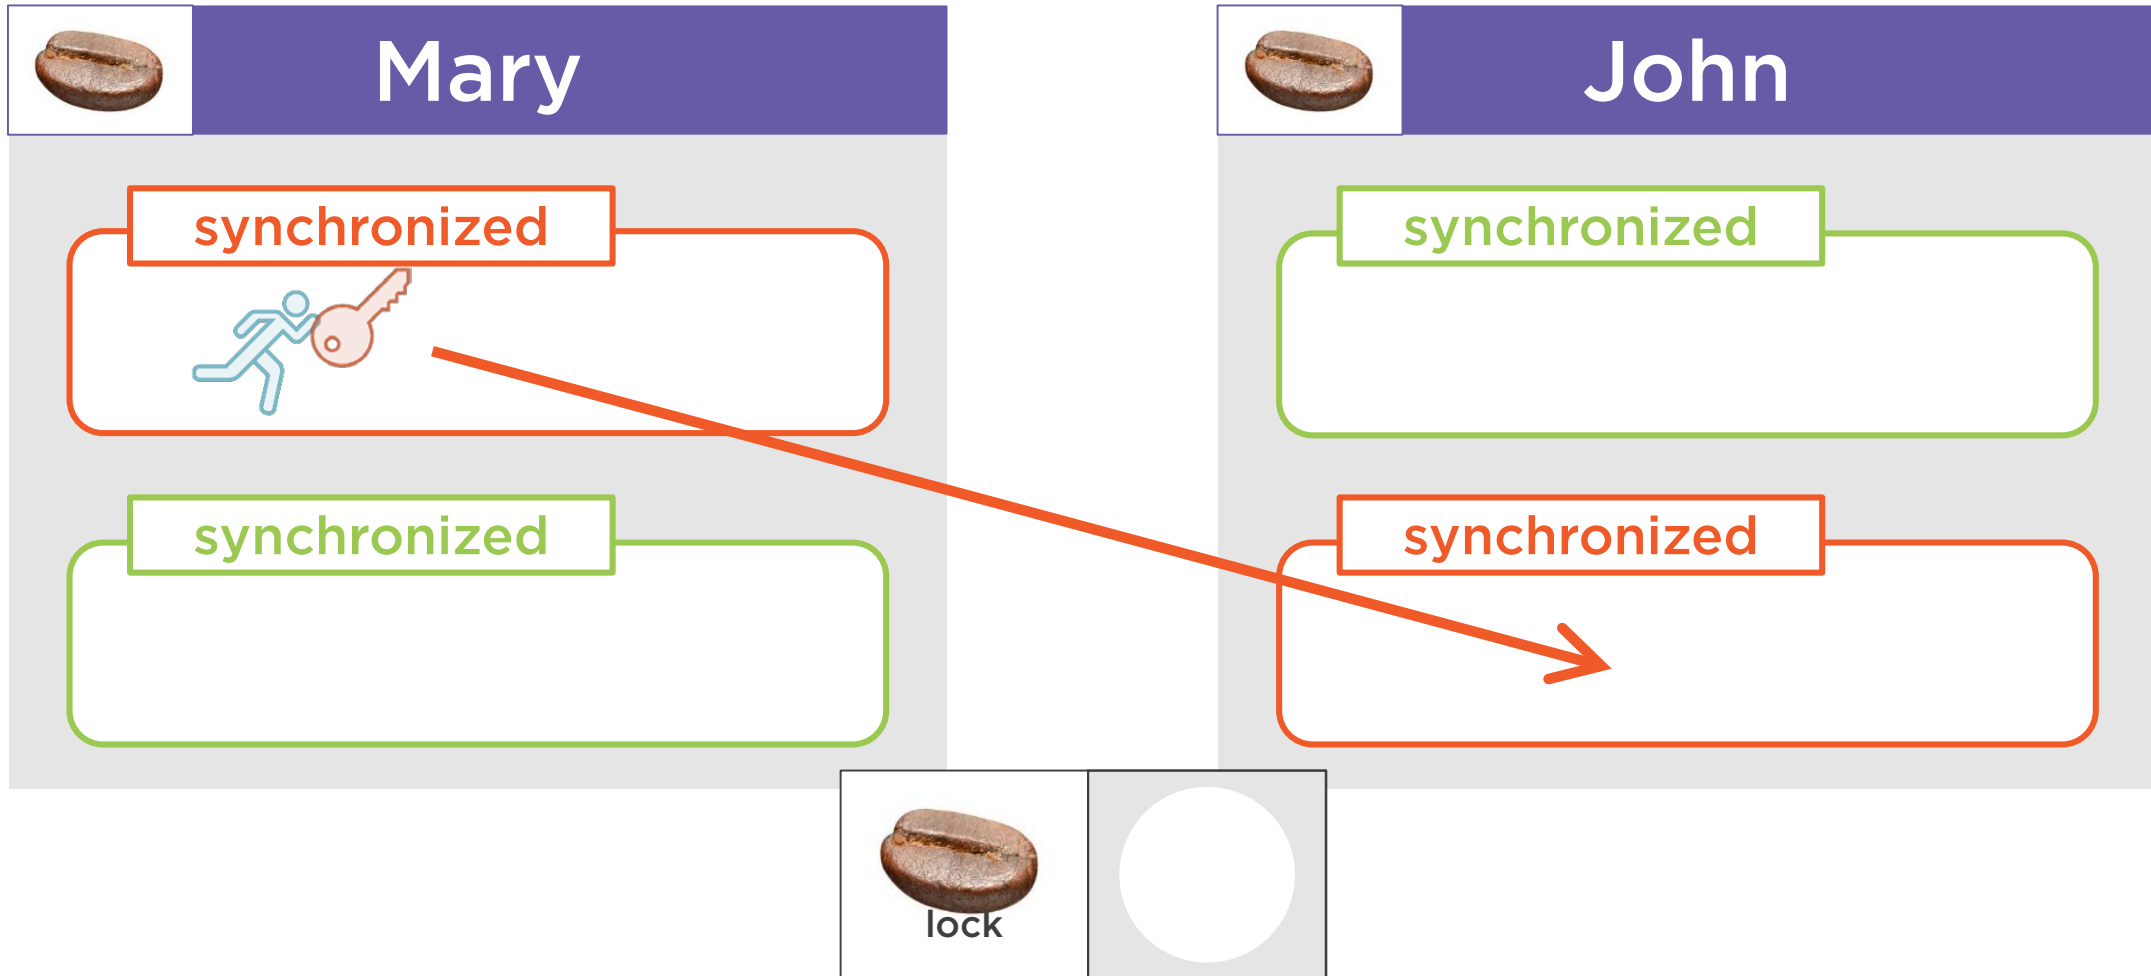 Mary
John
synchronized
synchronized
synchronized
synchronized
lock